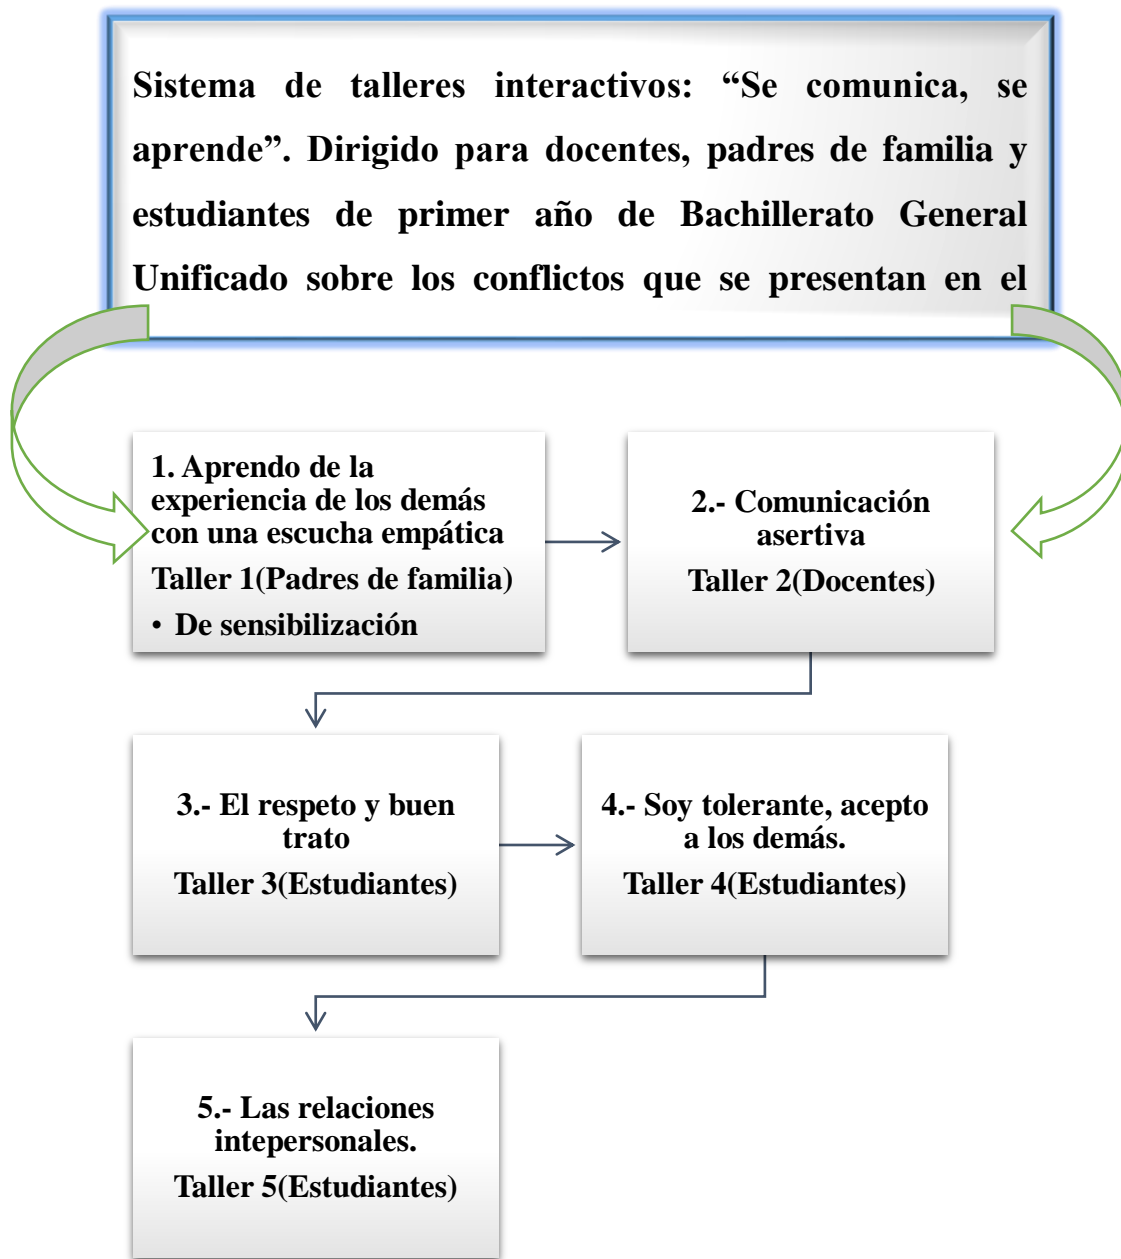 Sistema de talleres interactivos: “Se comunica, se
aprende”. Dirigido para docentes, padres de familia y
estudiantes de primer año de Bachillerato General
Unificado sobre los conflictos que se presentan en el
1. Aprendo de la
experiencia de los demás
con una escucha empática
Taller 1(Padres de familia)
• De sensibilización
2.- Comunicación
asertiva
Taller 2(Docentes)
3.- El respeto y buen
trato
Taller 3(Estudiantes)
4.- Soy tolerante, acepto
a los demás.
Taller 4(Estudiantes)
5.- Las relaciones
intepersonales.
Taller 5(Estudiantes)